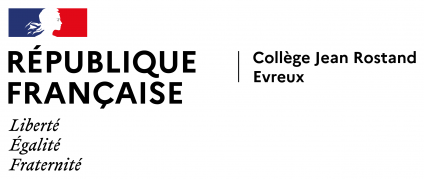 RÉPUBLIQUE
FRANÇAISE
Liberté
Égalité
Fraternité
Collège Jean Rostand
Evreux